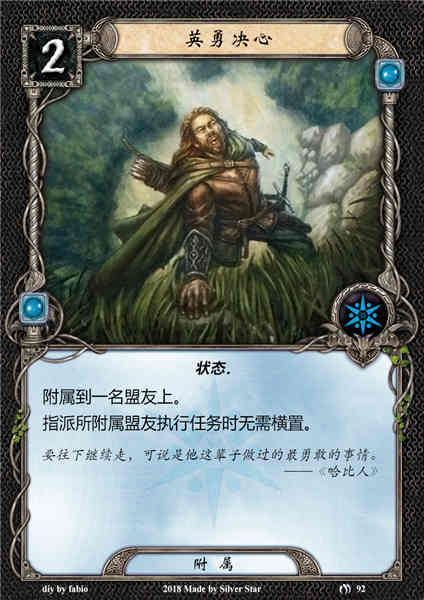 2
英勇决心
状态.
附属到一名盟友上。
指派所附属盟友执行任务时无需横置。
要往下继续走，可说是他这辈子做过的最勇敢的事情。
——《哈比人》
附 属
diy by fabio
2018 Made by Silver Star
92